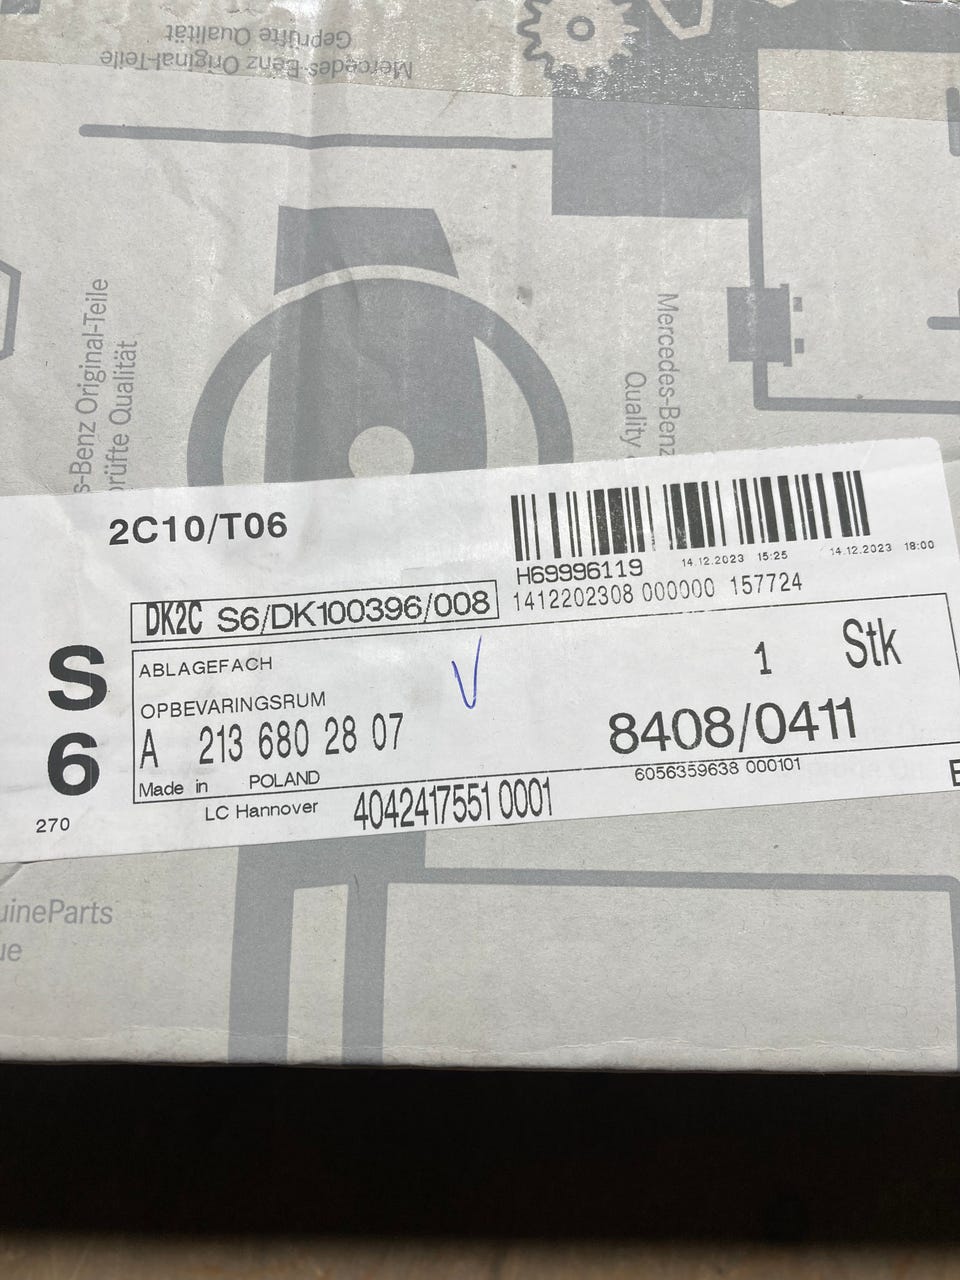 Mercedes-Benz Original-Teile
Geprüfte Qualität
s-Benz Original-Teile
prüfte Qualität
Mercedes-Benz
Quality
2C10/T06
H69996119
14.12.2023 15:25
14.12.2023 18:00
1412202308 000000 157724
DK2C S6/DK100396/008
S
6
270
ABLAGEFACH
OPBEVARINGSRUM
1 Stk
A 213 680 28 07
8408/0411
Made in POLAND
6056359638 000101
E
LC Hannover
4042417551 0001
uineParts
ue